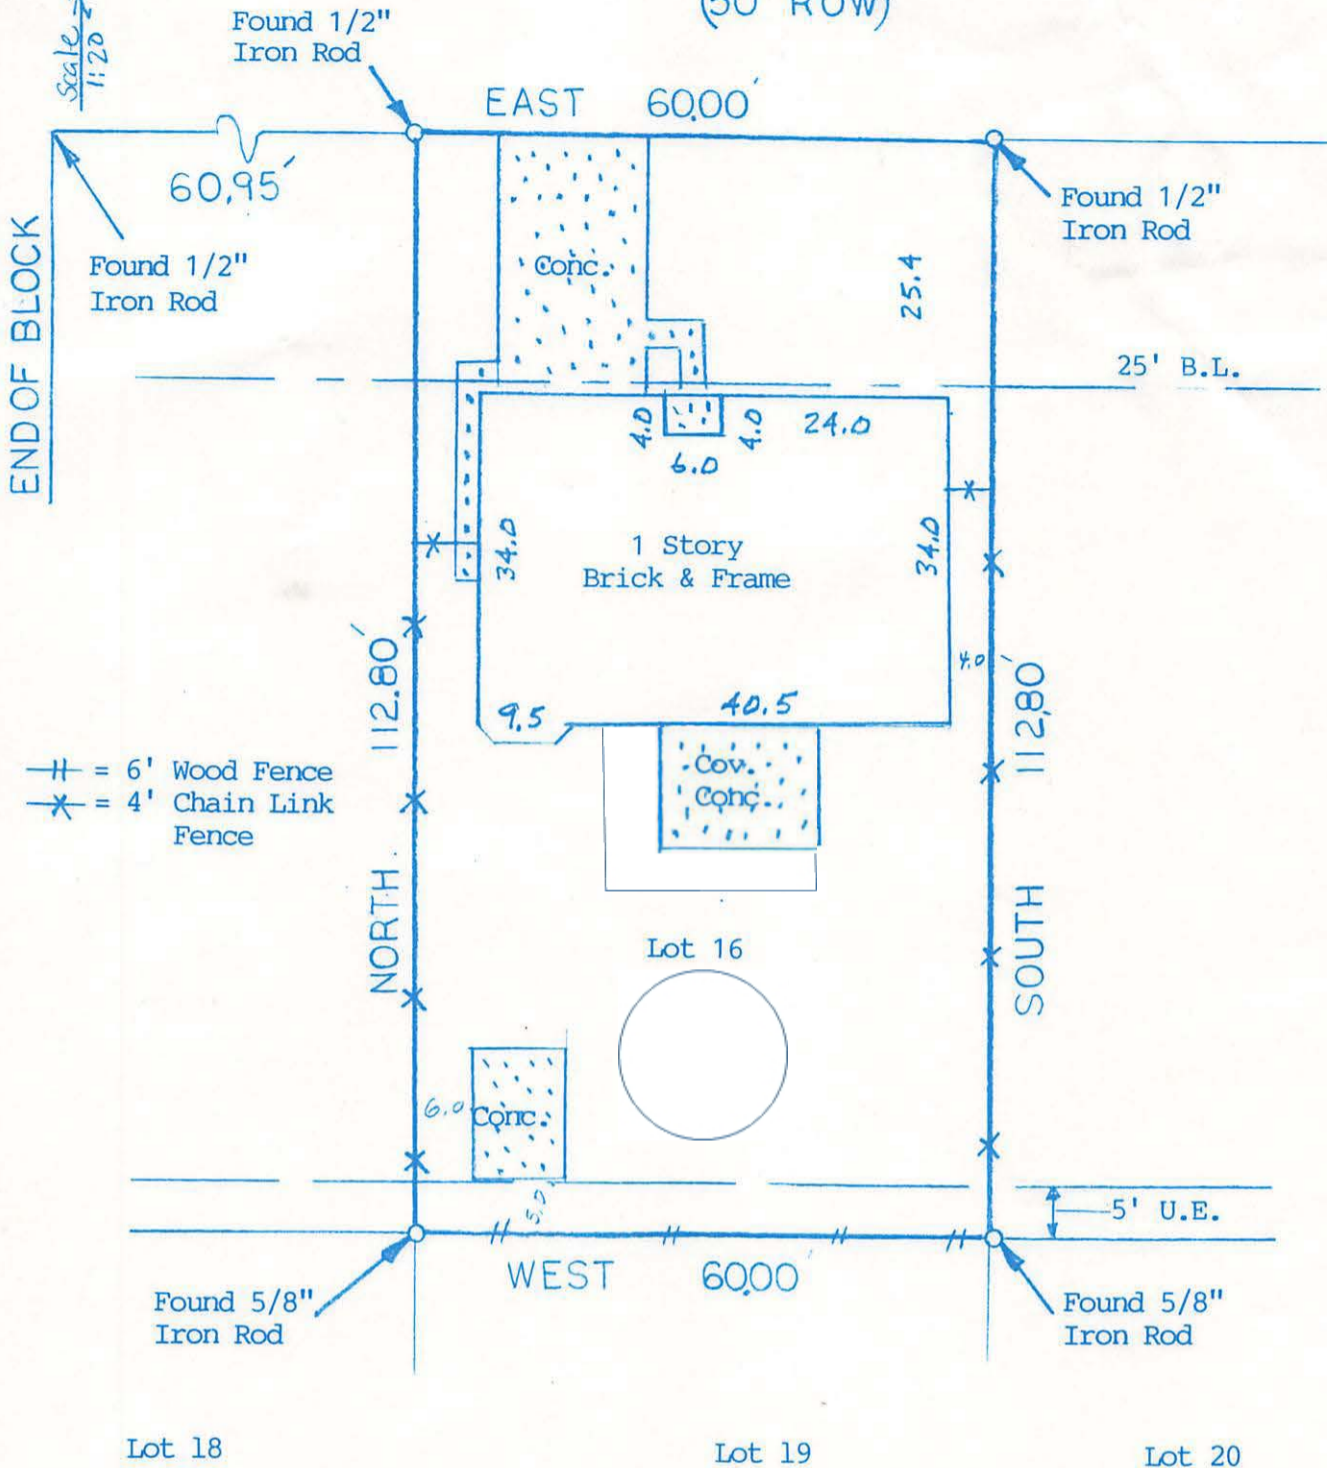 (50' ROW)
Scale
1:20
Found 1/2"
Iron Rod
EAST 60.00'
60.95'
Found 1/2"
Iron Rod
Found 1/2"
Iron Rod
END OF BLOCK
Conc.
25.4
25' B.L.
4.0
4.0
24.0
6.0
34.0
1 Story
Brick & Frame
34.0
4.0
NORTH 112.80'
SOUTH 112.80'
9.5
40.5
= 6' Wood Fence
= 4' Chain Link
Fence
Cov.
Conc.
Lot 16
6.0
Conc.
5.0
5' U.E.
WEST 60.00'
Found 5/8"
Iron Rod
Found 5/8"
Iron Rod
Lot 18
Lot 19
Lot 20